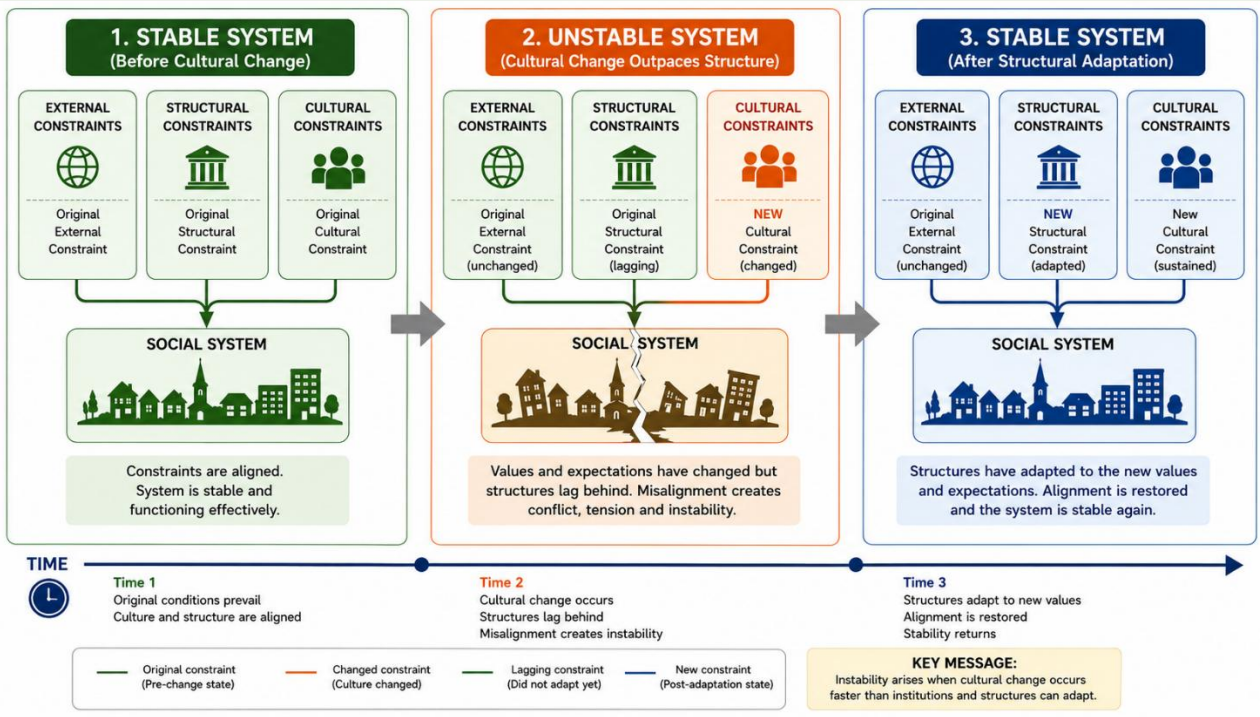 1. STABLE SYSTEM
(Before Cultural Change)
EXTERNAL
CONSTRAINTS
Original
External
Constraint
STRUCTURAL
CONSTRAINTS
Original
Structural
Constraint
CULTURAL
CONSTRAINTS
Original
Cultural
Constraint
SOCIAL SYSTEM
Constraints are aligned.
System is stable and
functioning effectively.
2. UNSTABLE SYSTEM
(Cultural Change Outpaces Structure)
EXTERNAL
CONSTRAINTS
Original
External
Constraint
(unchanged)
STRUCTURAL
CONSTRAINTS
Original
Structural
Constraint
(lagging)
CULTURAL
CONSTRAINTS
NEW
Cultural
Constraint
(changed)
SOCIAL SYSTEM
Values and expectations have changed but
structures lag behind. Misalignment creates
conflict, tension and instability.
3. STABLE SYSTEM
(After Structural Adaptation)
EXTERNAL
CONSTRAINTS
Original
External
Constraint
(unchanged)
STRUCTURAL
CONSTRAINTS
NEW
Structural
Constraint
(adapted)
CULTURAL
CONSTRAINTS
New
Cultural
Constraint
(sustained)
SOCIAL SYSTEM
Structures have adapted to the new values
and expectations. Alignment is restored
and the system is stable again.
TIME
Time 1
Original conditions prevail
Culture and structure are aligned
Time 2
Cultural change occurs
Structures lag behind
Misalignment creates instability
Time 3
Structures adapt to new values
Alignment is restored
Stability returns
Original constraint
(Pre-change state)
Changed constraint
(Culture changed)
Lagging constraint
(Did not adapt yet)
New constraint
(Post-adaptation state)
KEY MESSAGE:
Instability arises when cultural change occurs
faster than institutions and structures can adapt.